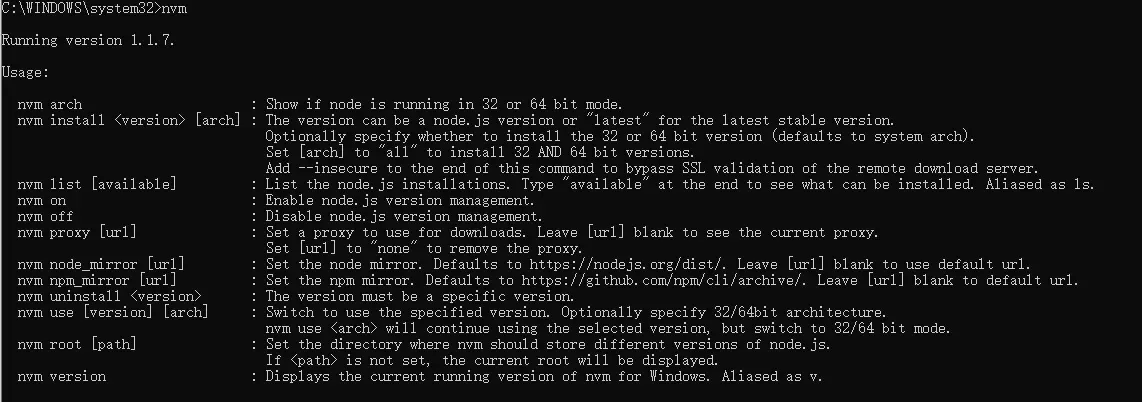 C:\WINDOWS\system32>nvm
Running version 1.1.7.
Usage:
nvm arch : Show if node is running in 32 or 64 bit mode.
nvm install <version> [arch] : The version can be a node.js version or "latest" for the latest stable version.
Optionally specify whether to install the 32 or 64 bit version (defaults to system arch).
Set [arch] to "all" to install 32 AND 64 bit versions.
Add --insecure to the end of this command to bypass SSL validation of the remote download server.
nvm list [available] : List the node.js installations. Type "available" at the end to see what can be installed. Aliased as ls.
nvm on : Enable node.js version management.
nvm off : Disable node.js version management.
nvm proxy [url] : Set a proxy to use for downloads. Leave [url] blank to see the current proxy.
Set [url] to "none" to remove the proxy.
nvm node_mirror [url] : Set the node mirror. Defaults to https://nodejs.org/dist/. Leave [url] blank to use default url.
nvm npm_mirror [url] : Set the npm mirror. Defaults to https://github.com/npm/cli/archive/. Leave [url] blank to default url.
nvm uninstall <version> : The version must be a specific version.
nvm use [version] [arch] : Switch to use the specified version. Optionally specify 32/64bit architecture.
nvm use <arch> will continue using the selected version, but switch to 32/64 bit mode.
nvm root [path] : Set the directory where nvm should store different versions of node.js.
If <path> is not set, the current root will be displayed.
nvm version : Displays the current running version of nvm for Windows. Aliased as v.